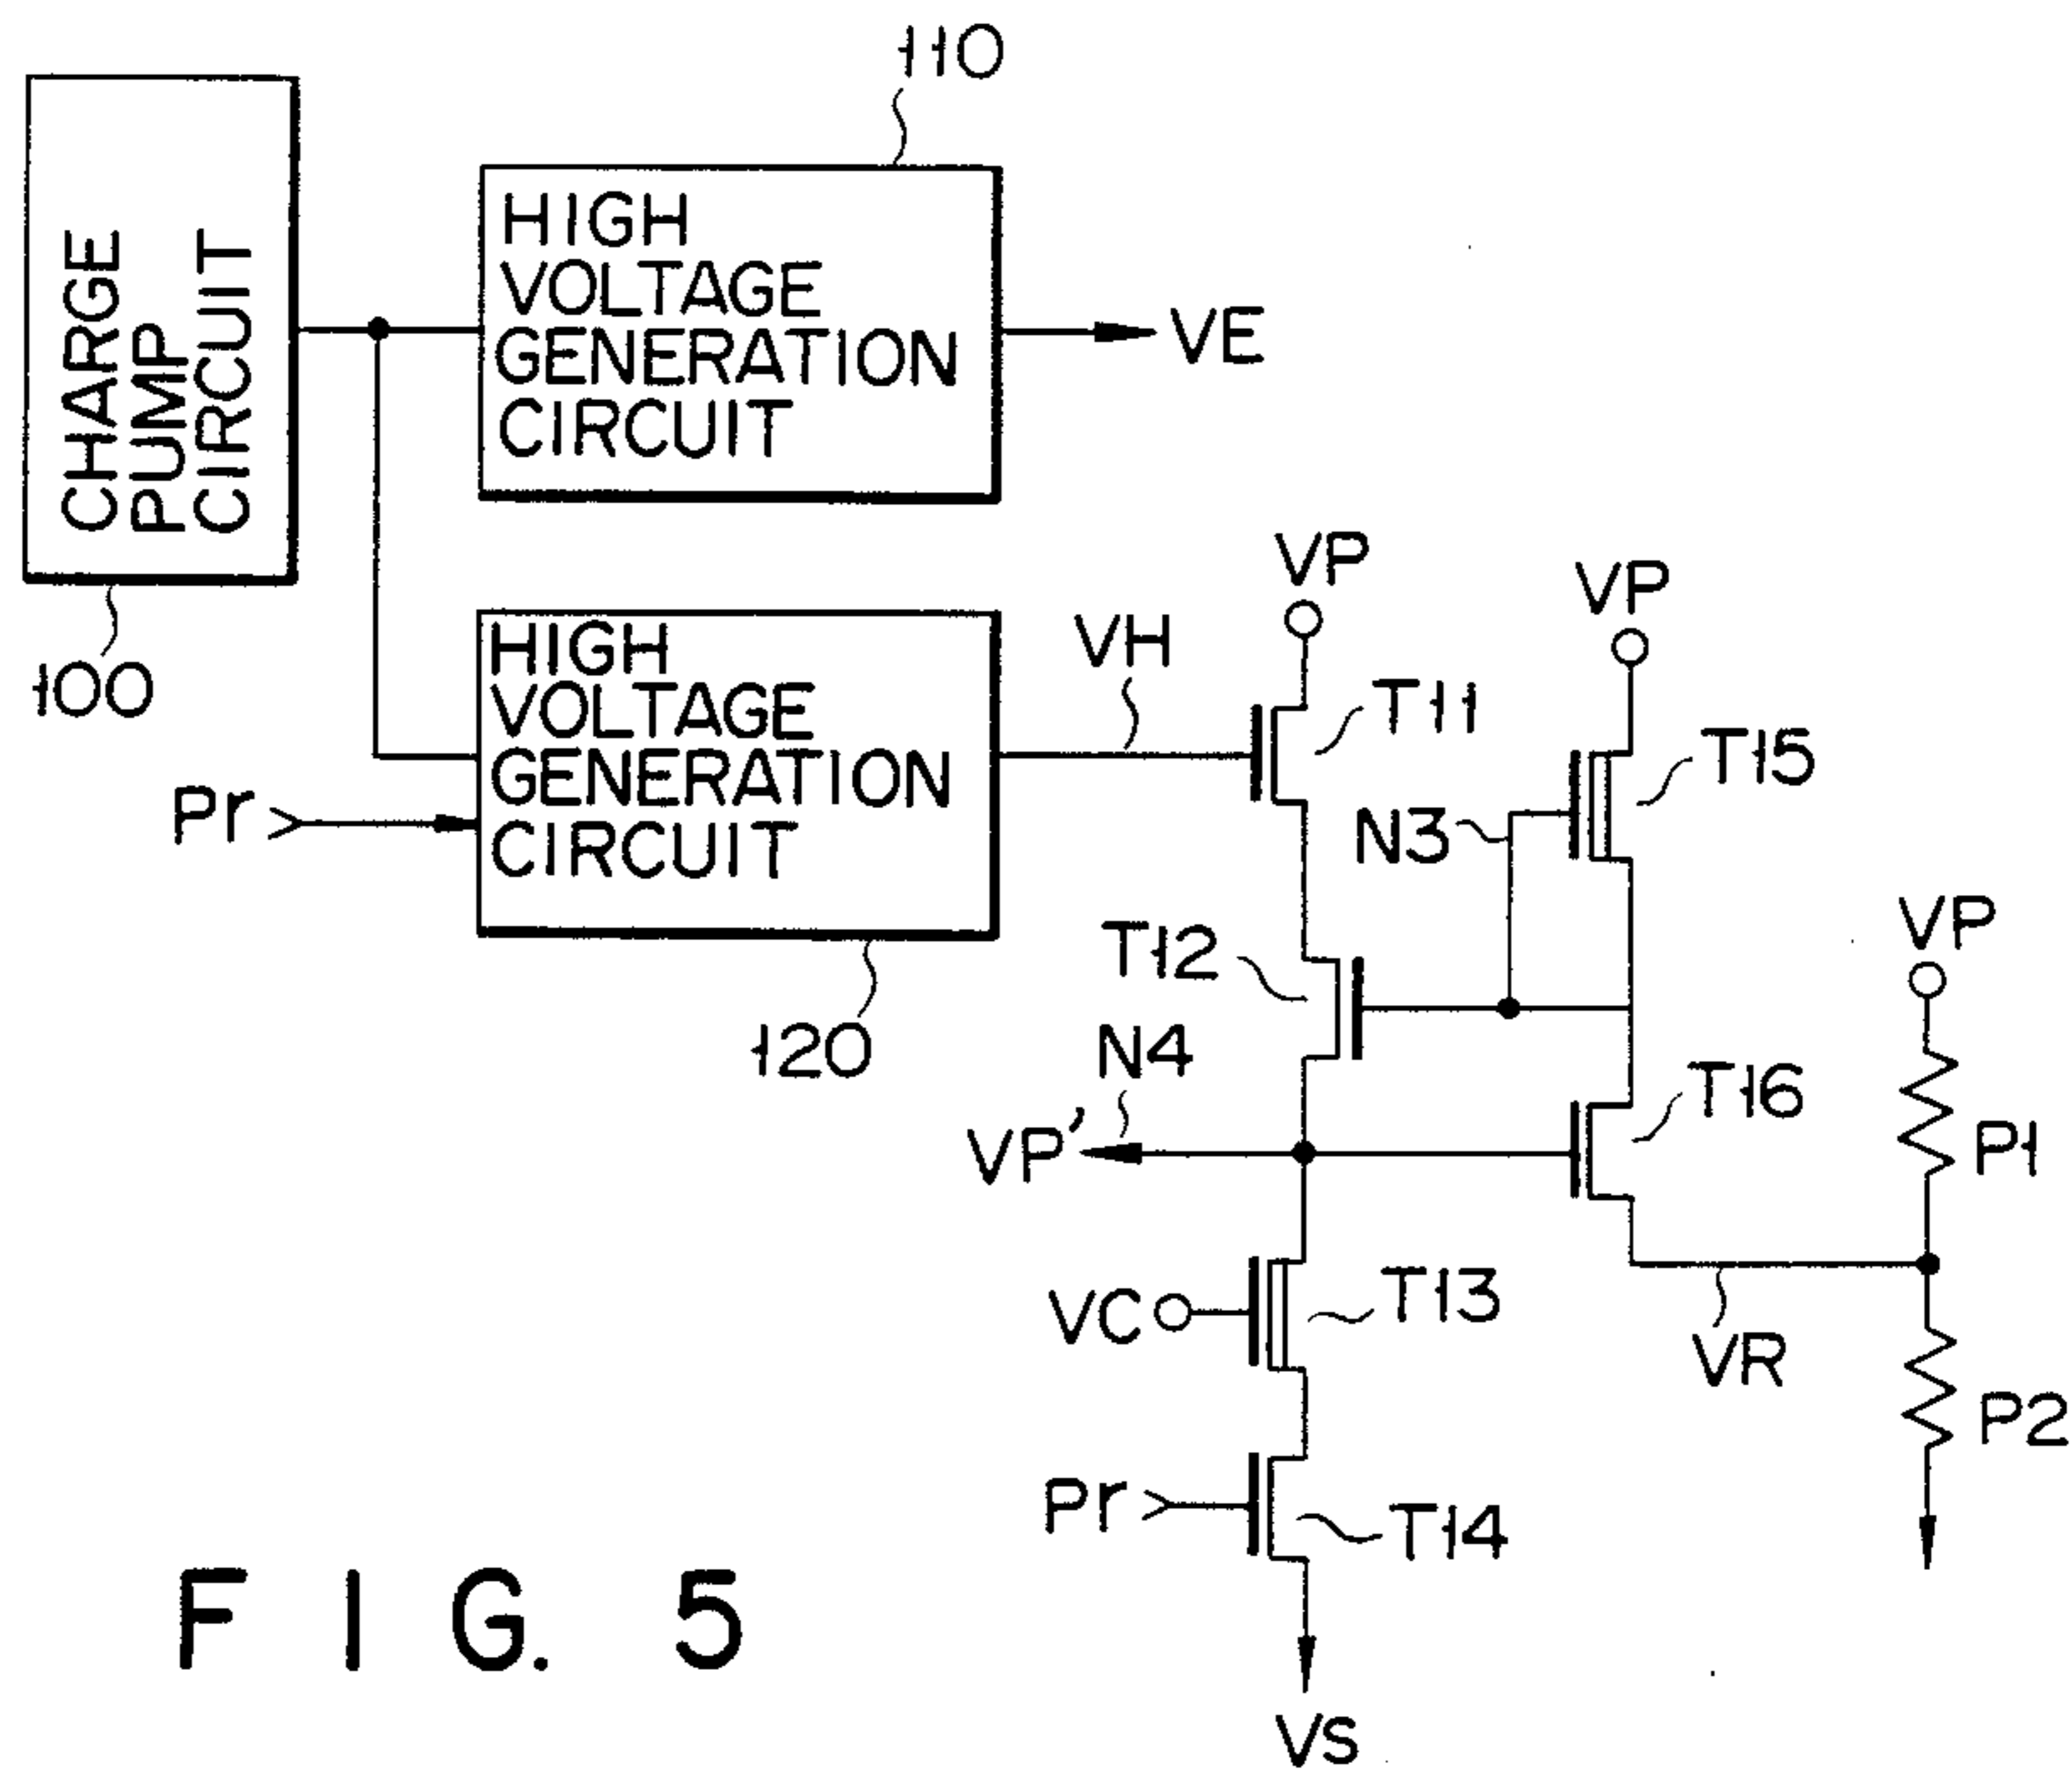 110
CHARGE
PUMP
CIRCUIT
HIGH
VOLTAGE
GENERATION
CIRCUIT
VE
100
VP
VP
HIGH
VOLTAGE
GENERATION
CIRCUIT
VH
T11
T15
Pr
N3
VP
T12
120
N4
T16
VP'
P1
VC
T13
VR
P2
Pr
T14
FIG. 5
VS